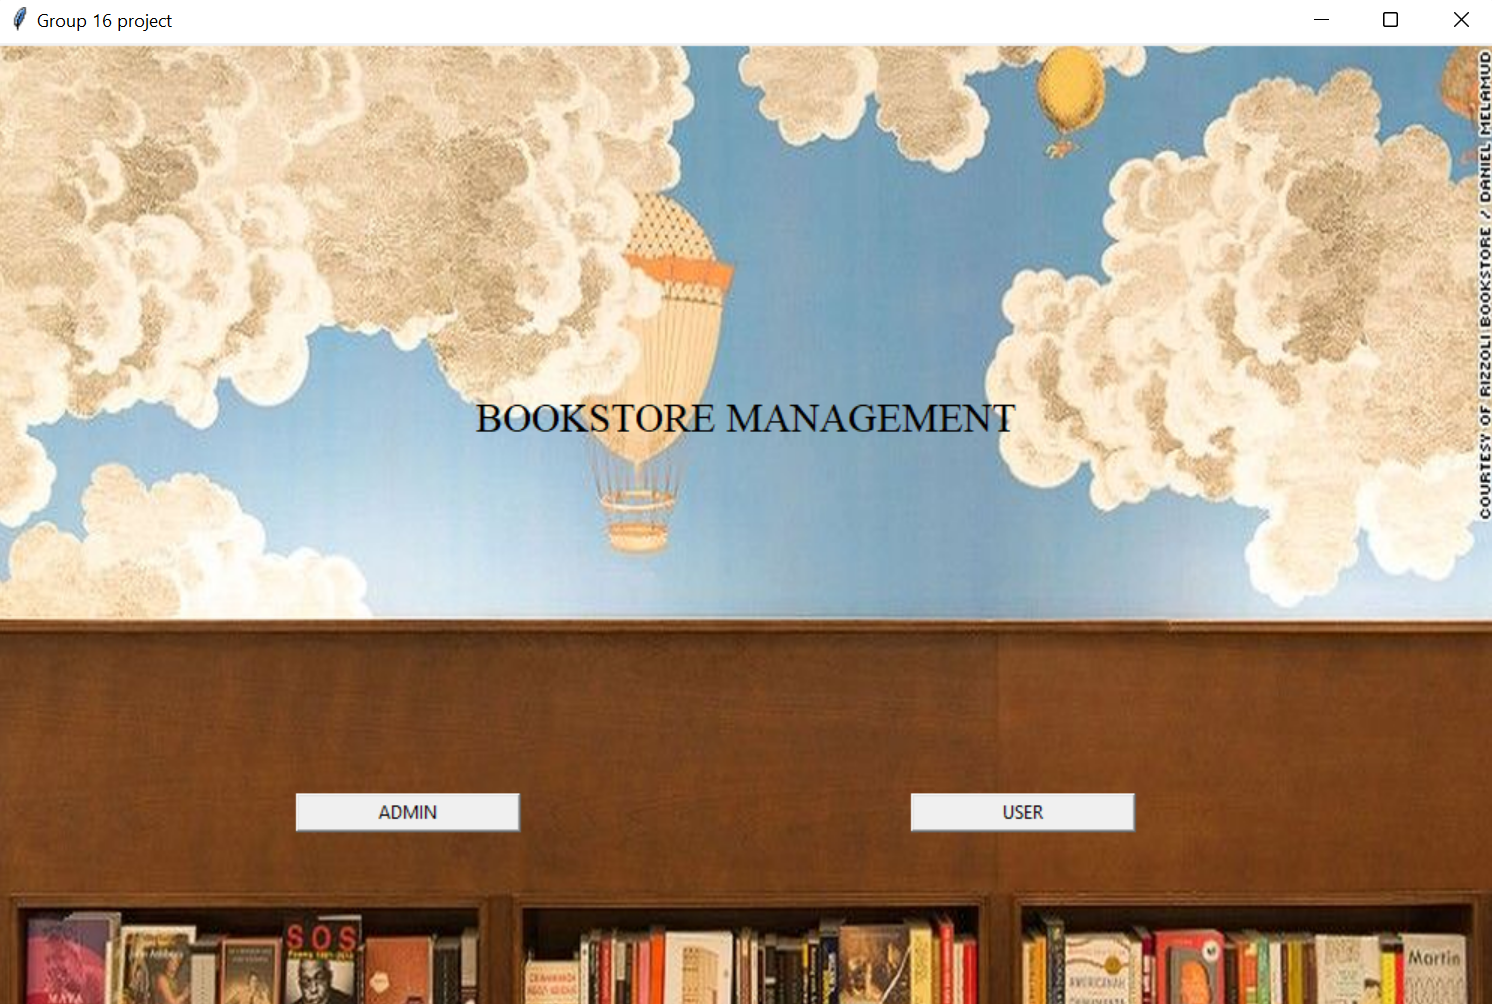 Group 16 project
COURTESY OF RIZZOLI BOOKSTORE / DANIEL MELAMUD
BOOKSTORE MANAGEMENT
ADMIN
USER
SOS
Martin